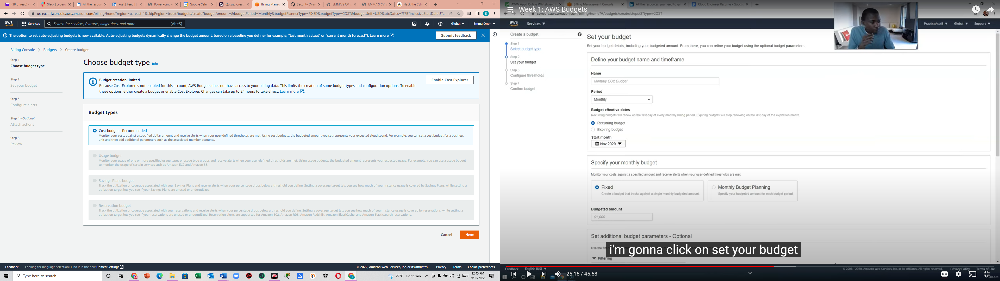 (38 unread) -
Slack | cyberg
All the resour
Post | Feed |
PowerPoint P
Google Calen
Quizizz Creat
Billing Manag
Security Over
EMMA'S CV
EMMA'S CV
Hack the Cyb
us-east-1.console.aws.amazon.com/billing/home?region=us-east-1&skipRegion=true#/budgets/create?budgetAmount=&budgetPeriod=Monthly&budgetPlannerType=FIXED&budgetType=COST&budgetUnit=USD&utcDates=%7B"inclusiveStartDateUT...
aws
Services
Search for services, features, blogs, docs, and more
[Alt+S]
Global
Emma Onoh
The option to set auto-adjusting budgets is now available. Auto-adjusting budgets dynamically change the budget amount, based on a baseline you define (for example, "last month actual" or "current month forecast"). Learn more
Submit feedback
Billing Console > Budgets > Create budget
Step 1
Choose budget type
Step 2
Set your budget
Step 3
Configure alerts
Step 4 - Optional
Attach actions
Step 5
Review
Choose budget type Info
Budget creation limited
Because Cost Explorer is not enabled for this account, AWS Budgets does not have access to your billing data. This limits the creation of some budget types and configuration options. To enable
these options, either create a budget or enable Cost Explorer. Changes can take up to 24 hours to take effect. Learn more
Enable Cost Explorer
Budget types
Cost budget - Recommended
Monitor your costs against a specified dollar amount and receive alerts when your user-defined thresholds are met. Using cost budgets, the budgeted amount you set represents your expected cloud spend. For example, you can set a cost budget for a business
unit and then add additional parameters such as the associated member accounts.
Usage budget
Monitor your usage of one or more specified usage types or usage type groups and receive alerts when your user-defined thresholds are met. Using usage budgets, the budgeted amount represents your expected usage. For example, you can use a usage budget
to monitor the usage of certain services such as Amazon EC2 and Amazon S3.
Savings Plans budget
Track the utilization or coverage associated with your Savings Plans and receive alerts when your percentage drops below a threshold you define. Setting a coverage target lets you see how much of your instance usage is covered by Savings Plans, while setting a
utilization target lets you see if your Savings Plans are unused or underutilized.
Reservation budget
Track the utilization or coverage associated with your reservations and receive alerts when your percentage drops below a threshold you define. Setting a coverage target lets you see how much of your instance usage is covered by reservations, while setting a
utilization target lets you see if your reservations are unused or underutilized. Reservation alerts are supported for Amazon EC2, Amazon RDS, Amazon Redshift, Amazon ElastiCache, and Amazon Elasticsearch reservations.
Cancel
Next
Feedback
Looking for language selection? Find it in the new Unified Settings
© 2022, Amazon Web Services, Inc. or its affiliates.
Privacy
Terms
Cookie preferences
Type here to search
27°C Light rain
12:45 PM
9/10/2022
AWW App | Online Whiteboard
Billing Management Console
All the resources you need to go
Cloud Engineer Resume - Googl
Week 1: AWS Budgets
console.aws.amazon.com/billing/home?#/budgets/create/steps/2?type=COST
aws
Services
PracticeAcctB
Global
Support
Create a budget
Step 1
Select budget type
Step 2
Set your budget
Step 3
Configure thresholds
Step 4
Confirm budget
Set your budget
Set your budget details, including your budgeted amount. From there, you can refine your budget using the optional budget parameters.
Define your budget name and timeframe
Name
Monthly EC2 Budget
Period
Monthly
Budget effective dates
Recurring budgets will renew on the first day of every monthly billing period. Expiring budgets will stop renewing on the last day of the expiration month.
Recurring budget
Expiring budget
Start month
Nov 2020
Specify your monthly budget
Monitor your costs against a specified amount and receive alerts when your user-defined thresholds are met.
Fixed
Create a budget that tracks against a single monthly budgeted amount.
Monthly Budget Planning
Specify your budgeted amount for each budget period.
Budgeted amount
$1,000
Set additional budget parameters - Optional
Use the
i'm gonna click on set your budget
Filtering
Feedback
English (US)
© 2008 - 2020, Amazon Web Services, Inc. or its affiliates. All rights reserved.
Privacy Policy
Terms of Use
25:15 / 45:58
CC